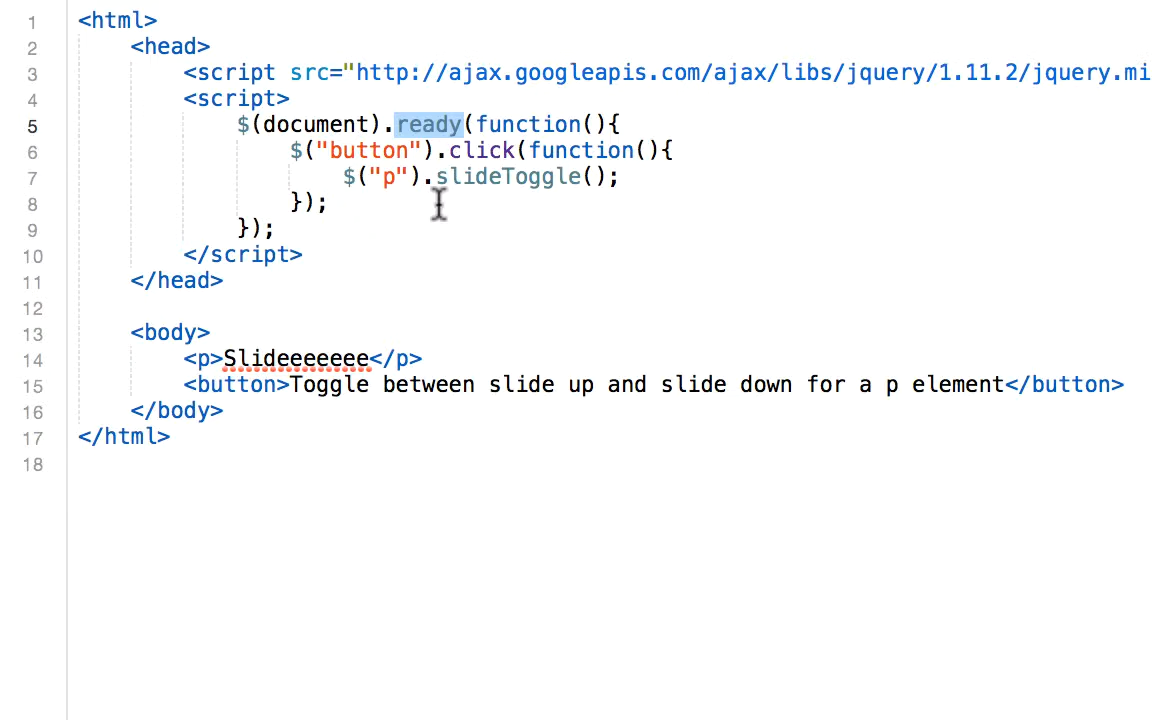 1 <html>
2 <head>
3 <script src="http://ajax.googleapis.com/ajax/libs/jquery/1.11.2/jquery.mi
4 <script>
5 $(document).ready(function(){
6 $("button").click(function(){
7 $("p").slideToggle();
8 });
9 });
10 </script>
11 </head>
12
13 <body>
14 <p>Slideeeeeee</p>
15 <button>Toggle between slide up and slide down for a p element</button>
16 </body>
17 </html>
18